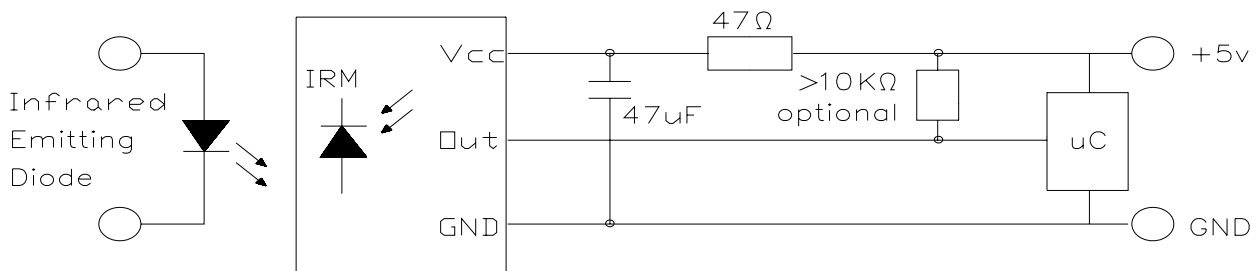 Infrared
Emitting
Diode
IRM
Vcc
Out
GND
47Ω
47uF
>10KΩ
optional
uC
+5v
GND